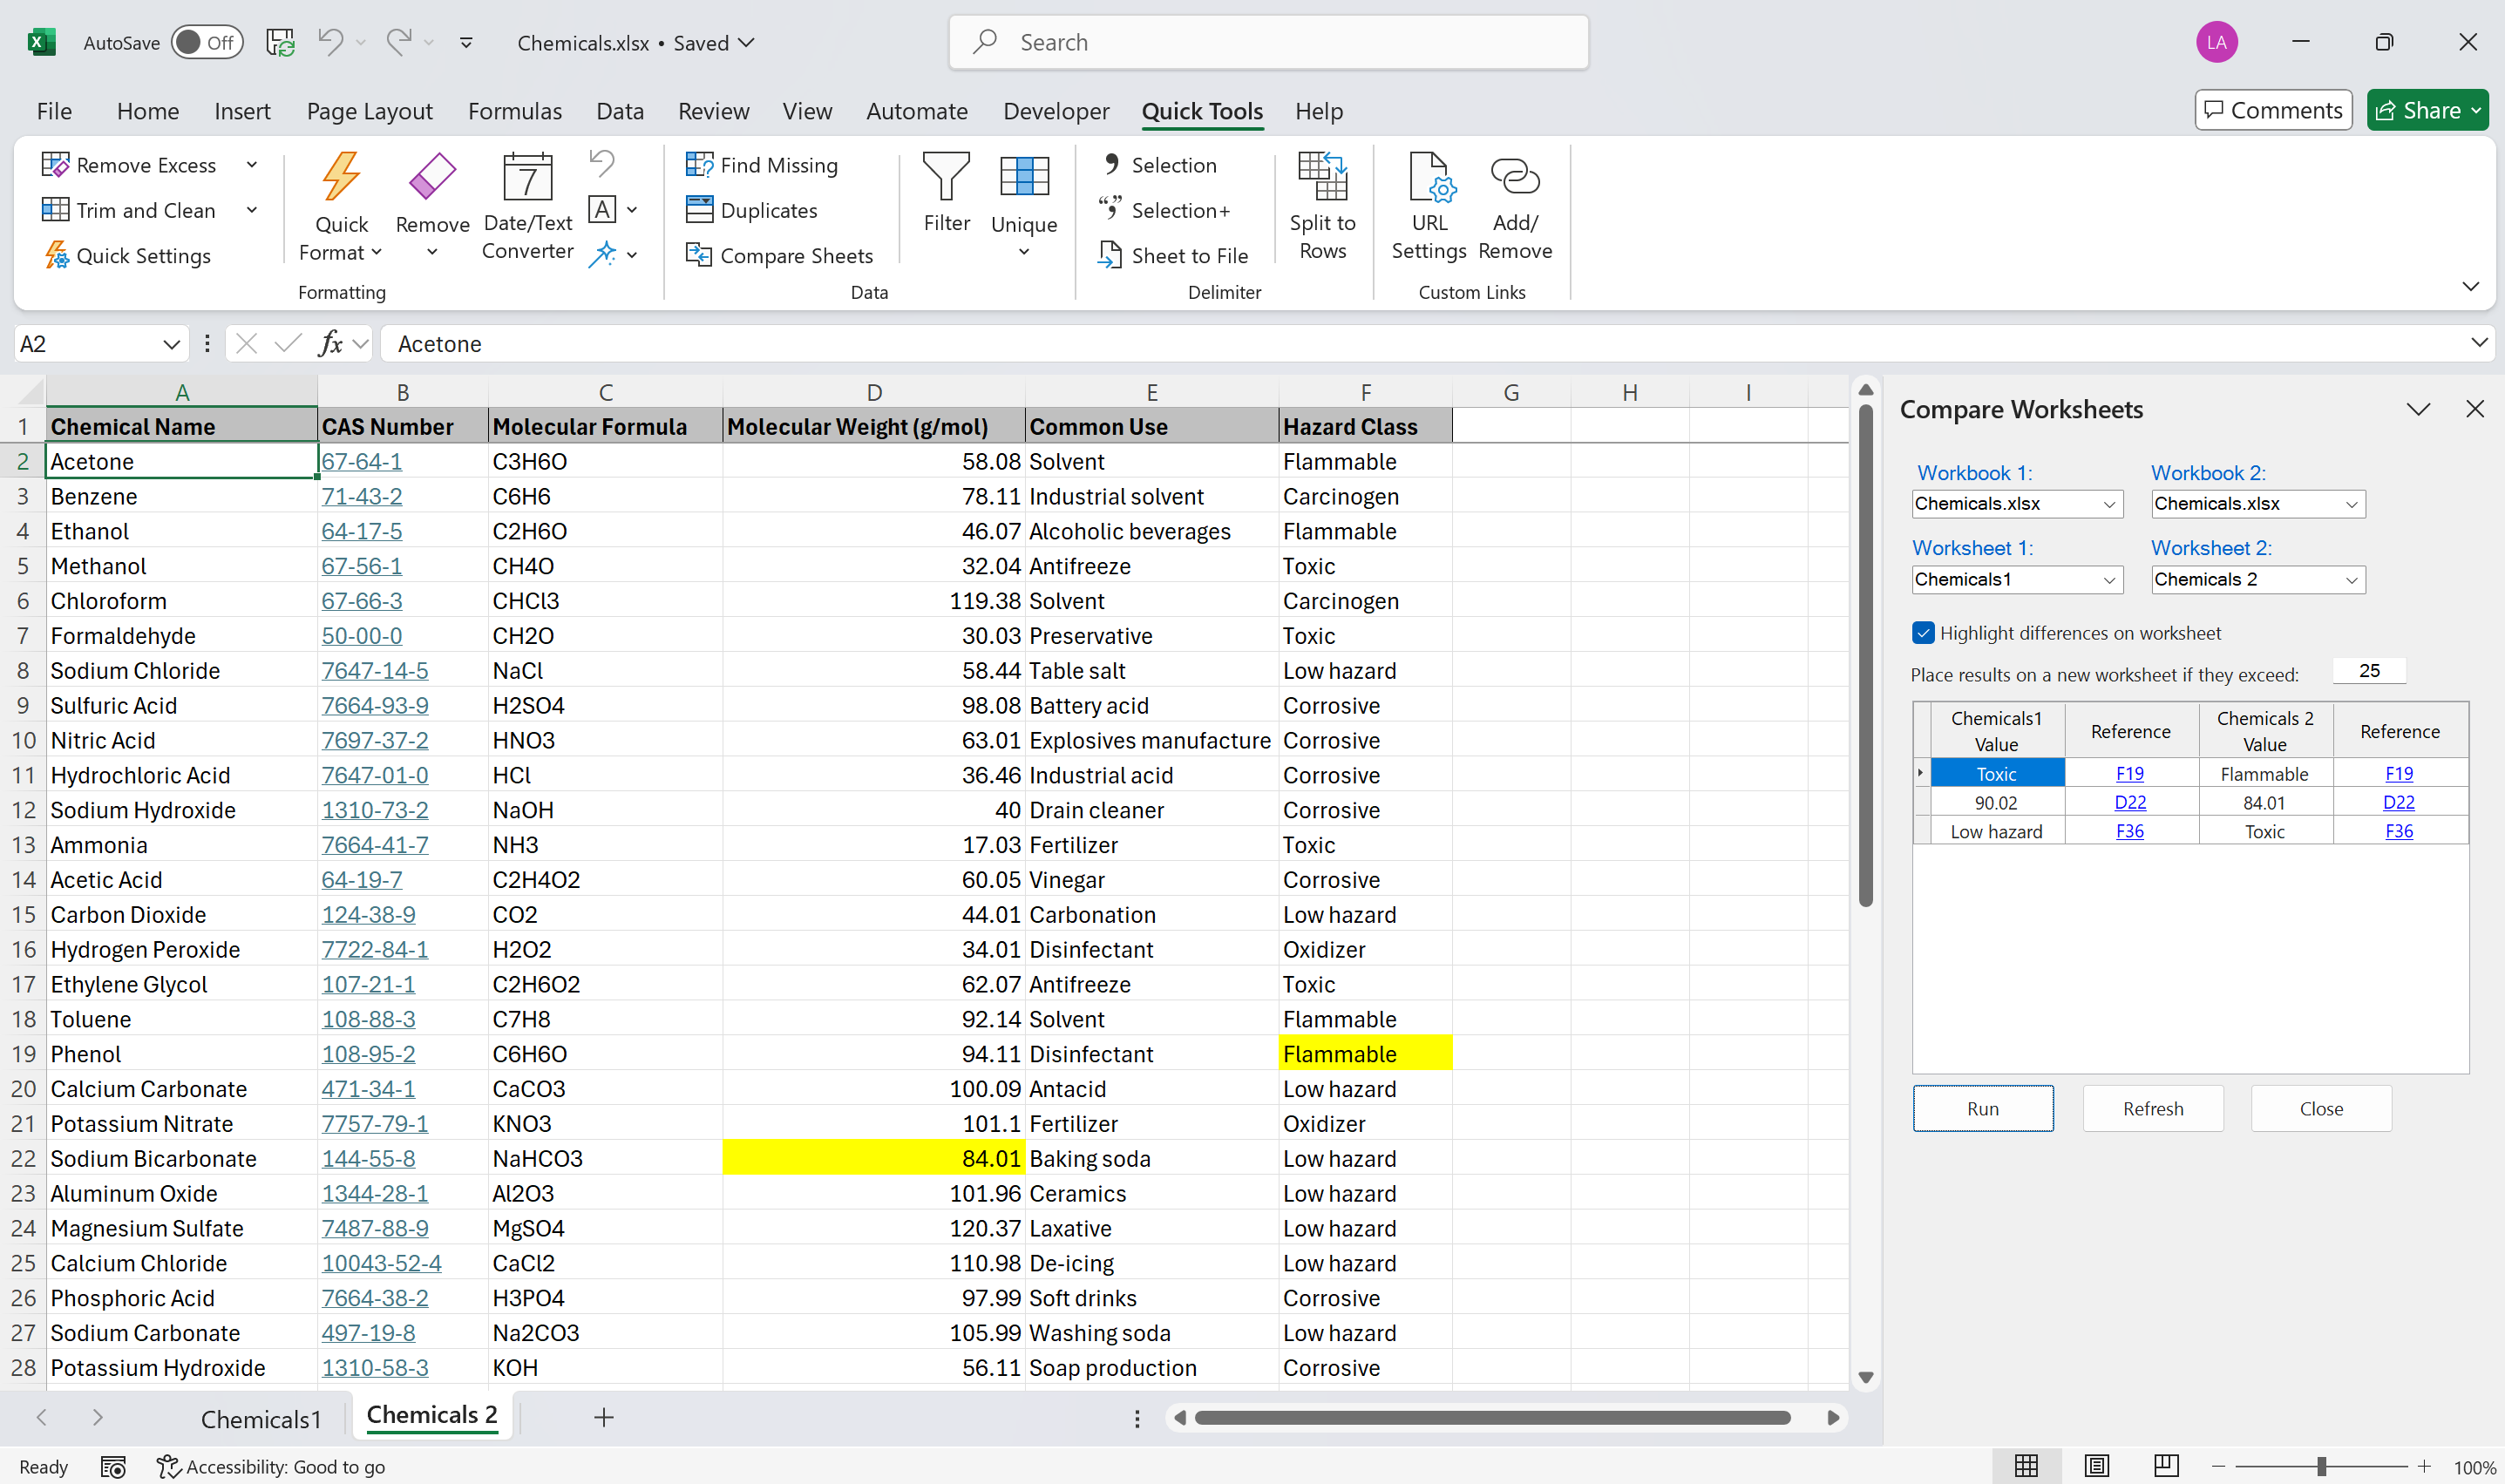 AutoSave Off Chemicals.xlsx • Saved Search LA
File Home Insert Page Layout Formulas Data Review View Automate Developer Quick Tools Help Comments Share
Remove Excess
Trim and Clean
Quick Settings
Quick Format
Remove
7
Date/Text Converter
A
Formatting
Find Missing
Duplicates
Compare Sheets
Filter
Unique
Data
Selection
Selection+
Sheet to File
Split to Rows
Delimiter
URL Settings
Add/ Remove
Custom Links
A2 fx Acetone
A B C D E F G H I
1 Chemical Name CAS Number Molecular Formula Molecular Weight (g/mol) Common Use Hazard Class
2 Acetone 67-64-1 C3H6O 58.08 Solvent Flammable
3 Benzene 71-43-2 C6H6 78.11 Industrial solvent Carcinogen
4 Ethanol 64-17-5 C2H6O 46.07 Alcoholic beverages Flammable
5 Methanol 67-56-1 CH4O 32.04 Antifreeze Toxic
6 Chloroform 67-66-3 CHCl3 119.38 Solvent Carcinogen
7 Formaldehyde 50-00-0 CH2O 30.03 Preservative Toxic
8 Sodium Chloride 7647-14-5 NaCl 58.44 Table salt Low hazard
9 Sulfuric Acid 7664-93-9 H2SO4 98.08 Battery acid Corrosive
10 Nitric Acid 7697-37-2 HNO3 63.01 Explosives manufacture Corrosive
11 Hydrochloric Acid 7647-01-0 HCl 36.46 Industrial acid Corrosive
12 Sodium Hydroxide 1310-73-2 NaOH 40 Drain cleaner Corrosive
13 Ammonia 7664-41-7 NH3 17.03 Fertilizer Toxic
14 Acetic Acid 64-19-7 C2H4O2 60.05 Vinegar Corrosive
15 Carbon Dioxide 124-38-9 CO2 44.01 Carbonation Low hazard
16 Hydrogen Peroxide 7722-84-1 H2O2 34.01 Disinfectant Oxidizer
17 Ethylene Glycol 107-21-1 C2H6O2 62.07 Antifreeze Toxic
18 Toluene 108-88-3 C7H8 92.14 Solvent Flammable
19 Phenol 108-95-2 C6H6O 94.11 Disinfectant Flammable
20 Calcium Carbonate 471-34-1 CaCO3 100.09 Antacid Low hazard
21 Potassium Nitrate 7757-79-1 KNO3 101.1 Fertilizer Oxidizer
22 Sodium Bicarbonate 144-55-8 NaHCO3 84.01 Baking soda Low hazard
23 Aluminum Oxide 1344-28-1 Al2O3 101.96 Ceramics Low hazard
24 Magnesium Sulfate 7487-88-9 MgSO4 120.37 Laxative Low hazard
25 Calcium Chloride 10043-52-4 CaCl2 110.98 De-icing Low hazard
26 Phosphoric Acid 7664-38-2 H3PO4 97.99 Soft drinks Corrosive
27 Sodium Carbonate 497-19-8 Na2CO3 105.99 Washing soda Low hazard
28 Potassium Hydroxide 1310-58-3 KOH 56.11 Soap production Corrosive
Compare Worksheets
Workbook 1: Workbook 2:
Chemicals.xlsx Chemicals.xlsx
Worksheet 1: Worksheet 2:
Chemicals1 Chemicals 2
Highlight differences on worksheet
Place results on a new worksheet if they exceed: 25
Chemicals1 Value Reference Chemicals 2 Value Reference
Toxic F19 Flammable F19
90.02 D22 84.01 D22
Low hazard F36 Toxic F36
Run Refresh Close
Chemicals1 Chemicals 2
Ready Accessibility: Good to go 100%